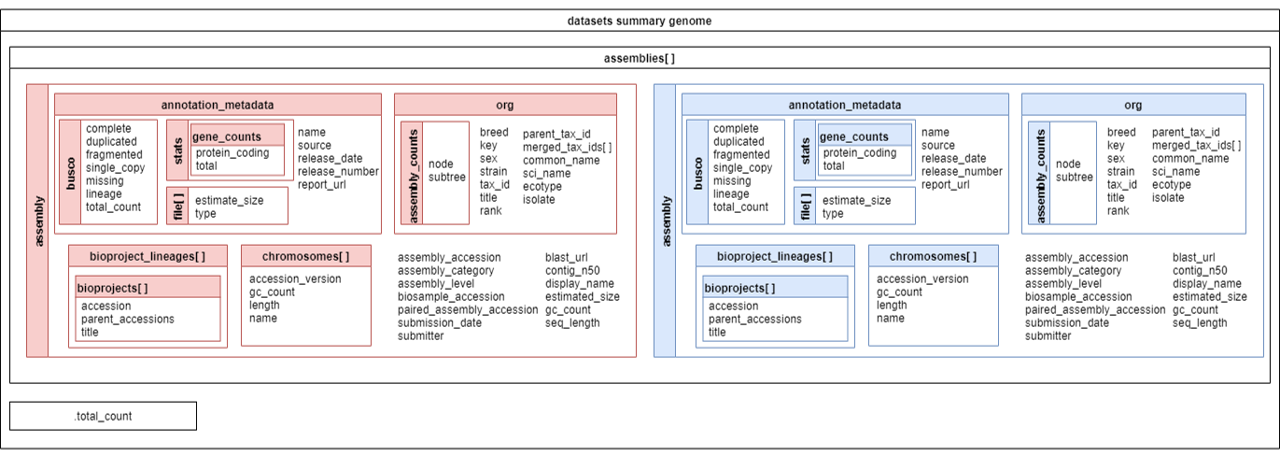 datasets summary genome
assemblies[ ]
assembly
annotation_metadata
busco
complete
duplicated
fragmented
single_copy
missing
lineage
total_count
stats
gene_counts
protein_coding
total
file[ ]
estimate_size
type
name
source
release_date
release_number
report_url
org
assembly_counts
node
subtree
breed
key
sex
strain
tax_id
title
rank
parent_tax_id
merged_tax_ids[ ]
common_name
sci_name
ecotype
isolate
bioproject_lineages[ ]
bioprojects[ ]
accession
parent_accessions
title
chromosomes[ ]
accession_version
gc_count
length
name
assembly_accession
assembly_category
assembly_level
biosample_accession
paired_assembly_accession
submission_date
submitter
blast_url
contig_n50
display_name
estimated_size
gc_count
seq_length
assembly
annotation_metadata
busco
complete
duplicated
fragmented
single_copy
missing
lineage
total_count
stats
gene_counts
protein_coding
total
file[ ]
estimate_size
type
name
source
release_date
release_number
report_url
org
assembly_counts
node
subtree
breed
key
sex
strain
tax_id
title
rank
parent_tax_id
merged_tax_ids[ ]
common_name
sci_name
ecotype
isolate
bioproject_lineages[ ]
bioprojects[ ]
accession
parent_accessions
title
chromosomes[ ]
accession_version
gc_count
length
name
assembly_accession
assembly_category
assembly_level
biosample_accession
paired_assembly_accession
submission_date
submitter
blast_url
contig_n50
display_name
estimated_size
gc_count
seq_length
.total_count